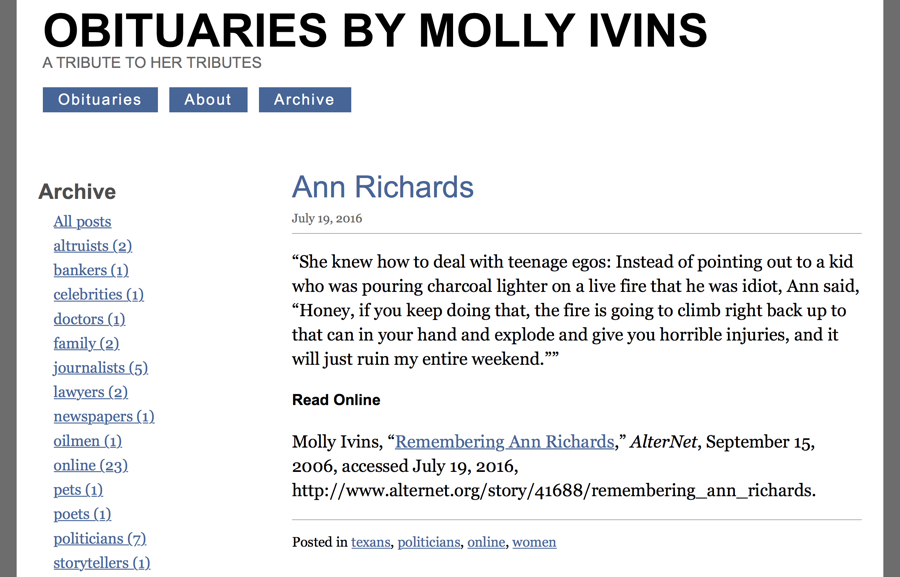 OBITUARIES BY MOLLY IVINS
A TRIBUTE TO HER TRIBUTES
Obituaries About Archive
Archive
All posts
altruists (2)
bankers (1)
celebrities (1)
doctors (1)
family (2)
journalists (5)
lawyers (2)
newspapers (1)
oilmen (1)
online (23)
pets (1)
poets (1)
politicians (7)
storytellers (1)
Ann Richards
July 19, 2016
“She knew how to deal with teenage egos: Instead of pointing out to a kid
who was pouring charcoal lighter on a live fire that he was idiot, Ann said,
“Honey, if you keep doing that, the fire is going to climb right back up to
that can in your hand and explode and give you horrible injuries, and it
will just ruin my entire weekend.””
Read Online
Molly Ivins, “Remembering Ann Richards,” AlterNet, September 15,
2006, accessed July 19, 2016,
http://www.alternet.org/story/41688/remembering_ann_richards.
Posted in texans, politicians, online, women